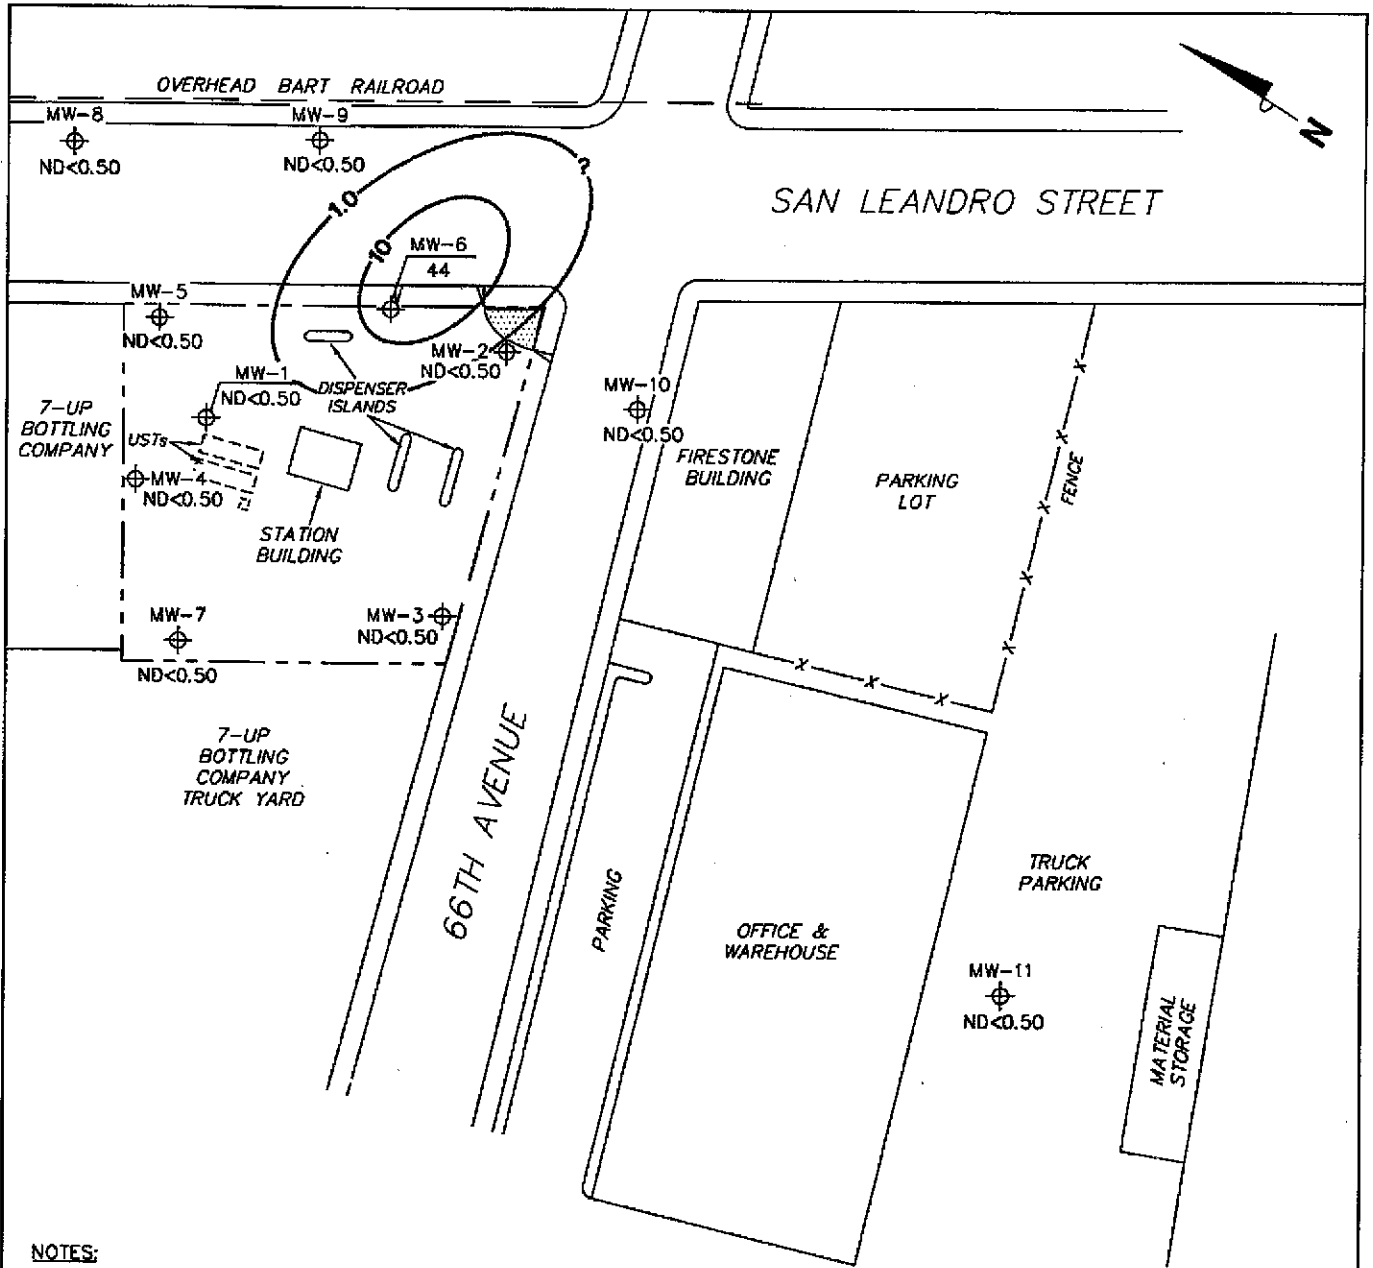 OVERHEAD BART RAILROAD
MW-8
ND<0.50
MW-9
ND<0.50
N
SAN LEANDRO STREET
1.0
?
10
MW-6
44
MW-5
ND<0.50
MW-2
ND<0.50
MW-1
ND<0.50
DISPENSER
ISLANDS
MW-10
ND<0.50
7-UP
BOTTLING
COMPANY
USTs
MW-4
ND<0.50
STATION
BUILDING
FIRESTONE
BUILDING
PARKING
LOT
x
x
FENCE
x
x
x
x
x
x
MW-7
ND<0.50
MW-3
ND<0.50
7-UP
BOTTLING
COMPANY
TRUCK YARD
66TH AVENUE
PARKING
OFFICE &
WAREHOUSE
TRUCK
PARKING
MW-11
ND<0.50
MATERIAL
STORAGE
NOTES: